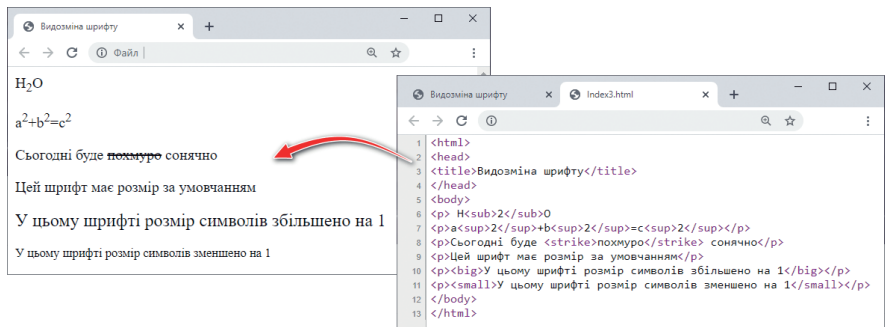 Видозміна шрифту
Файл
H2O
a2+b2=c2
Сьогодні буде похмуро сонячно
Цей шрифт має розмір за умовчанням
У цьому шрифті розмір символів збільшено на 1
У цьому шрифті розмір символів зменшено на 1
Видозміна шрифту Index3.html
1 <html>
2 <head>
3 <title>Видозміна шрифту</title>
4 </head>
5 <body>
6 <p> H<sub>2</sub>O
7 <p>a<sup>2</sup>+b<sup>2</sup>=c<sup>2</sup></p>
8 <p>Сьогодні буде <strike>похмуро</strike> сонячно</p>
9 <p>Цей шрифт має розмір за умовчанням</p>
10 <p><big>У цьому шрифті розмір символів збільшено на 1</big></p>
11 <p><small>У цьому шрифті розмір символів зменшено на 1</small></p>
12 </body>
13 </html>